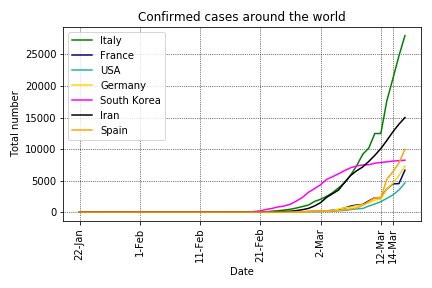 Confirmed cases around the world
Italy
France
USA
Germany
South Korea
Iran
Spain
Total number
25000
20000
15000
10000
5000
0
22-Jan
1-Feb
11-Feb
21-Feb
2-Mar
12-Mar
14-Mar
Date